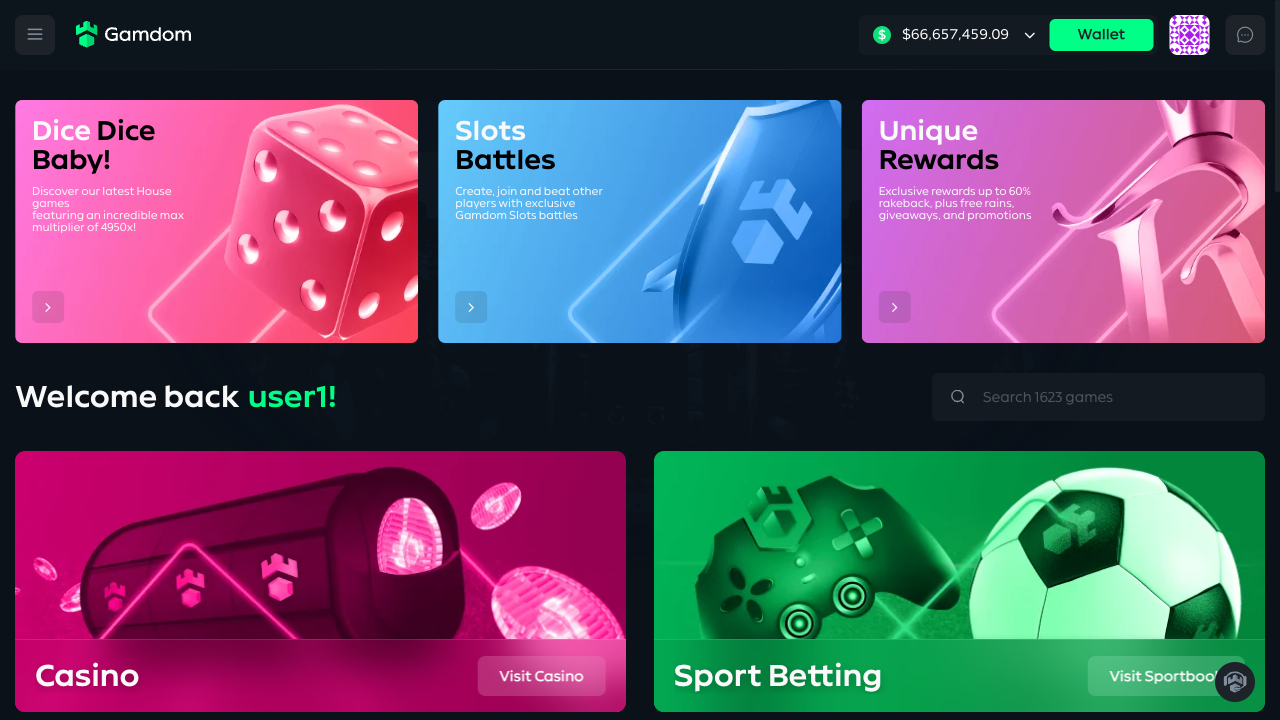 Gamdom
$ $66,657,459.09
Wallet
Dice Dice
Baby!
Discover our latest House
games
featuring an incredible max
multiplier of 4950x!
Slots
Battles
Create, join and beat other
players with exclusive
Gamdom Slots battles
Unique
Rewards
Exclusive rewards up to 60%
rakeback, plus free rains,
giveaways, and promotions
Welcome back user1!
Search 1623 games
Casino
Visit Casino
Sport Betting
Visit Sportbook